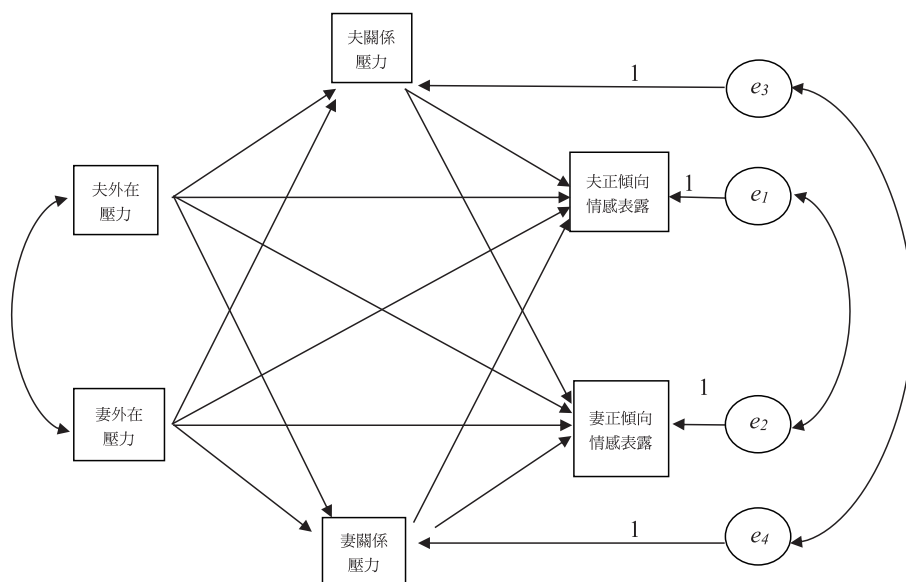 夫關係
壓力
1
e3
夫外在
壓力
夫正傾向
情感表露
1
e1
妻外在
壓力
妻正傾向
情感表露
1
e2
妻關係
壓力
1
e4